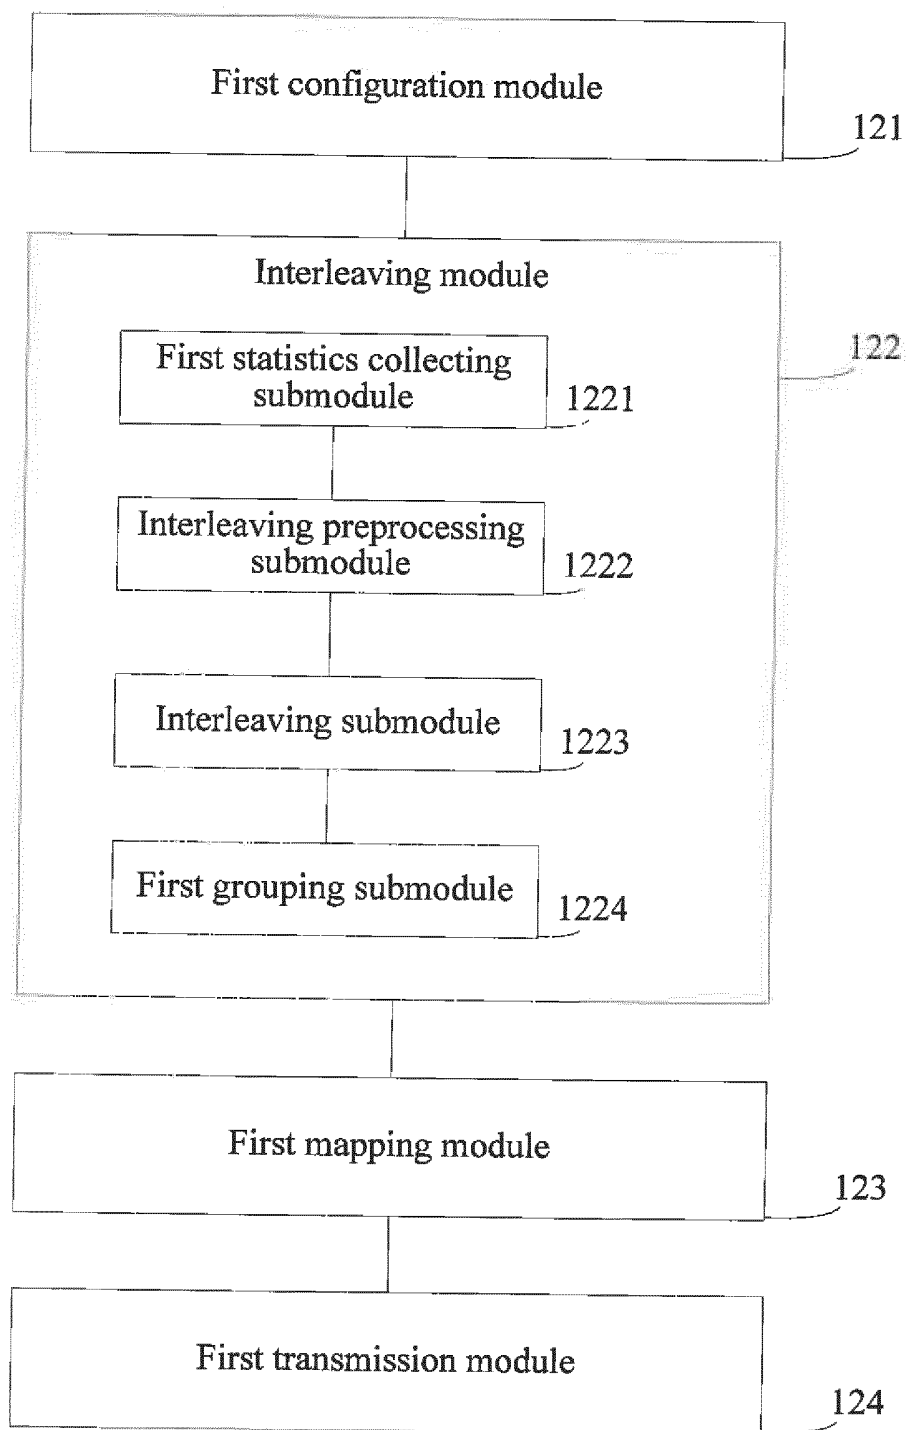 First configuration module
121
Interleaving module
122
First statistics collecting
submodule
1221
Interleaving preprocessing
submodule
1222
Interleaving submodule
1223
First grouping submodule
1224
First mapping module
123
First transmission module
124